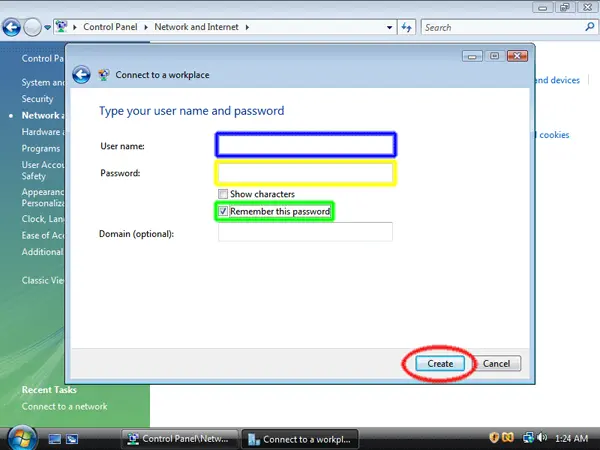 Control Panel ▸ Network and Internet ▸
Search
Control Pa
System and
Security
Network a
Hardware a
Programs
User Accou
Safety
Appearanc
Personaliza
Clock, Lan
Ease of Acc
Additional
Classic View
and devices
cookies
Connect to a workplace
Type your user name and password
User name:
Password:
Show characters
Remember this password
Domain (optional):
Create
Cancel
Recent Tasks
Connect to a network
Control Panel\Netw...
Connect to a workpl...
1:24 AM